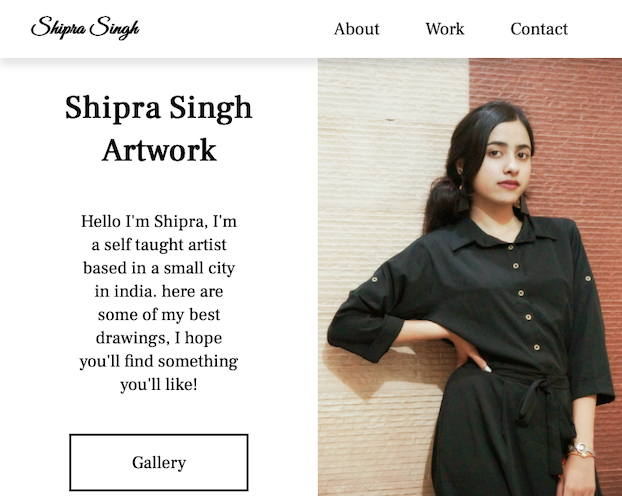 Shipra Singh
About Work Contact
Shipra Singh
Artwork
Hello I'm Shipra, I'm
a self taught artist
based in a small city
in india. here are
some of my best
drawings, I hope
you'll find something
you'll like!
Gallery